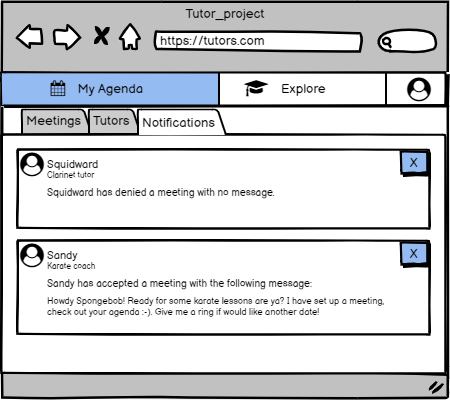 Tutor_project
https://tutors.com
My Agenda
Explore
Meetings
Tutors
Notifications
Squidward
Clarinet tutor
Squidward has denied a meeting with no message.
X
Sandy
Karate coach
Sandy has accepted a meeting with the following message:
Howdy Spongebob! Ready for some karate lessons are ya? I have set up a meeting,
check out your agenda :-). Give me a ring if would like another date!
X